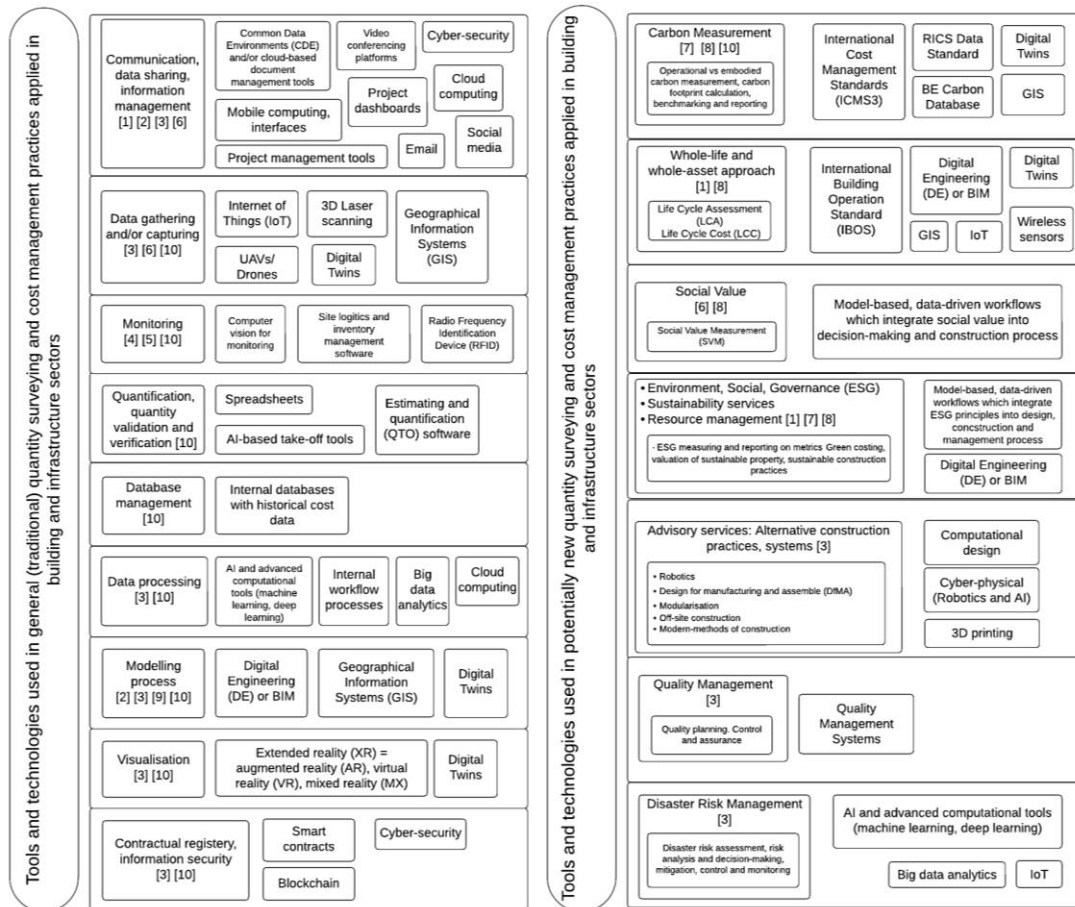 Tools and technologies used in general (traditional) quantity surveying and cost management practices applied in
building and infrastructure sectors
Communication,
data sharing,
information
management
[1] [2] [3] [6]
Common Data
Environments (CDE)
and/or cloud-based
document
management tools
Video
conferencing
platforms
Cyber-security
Mobile computing,
interfaces
Project
dashboards
Cloud
computing
Project management tools
Email
Social
media
Data gathering
and/or capturing
[3] [6] [10]
Internet of
Things (IoT)
3D Laser
scanning
Geographical
Information
Systems
(GIS)
UAVs/
Drones
Digital
Twins
Monitoring
[4] [5] [10]
Computer
vision for
monitoring
Site logitics and
inventory
management
software
Radio Frequency
Identification
Device (RFID)
Quantification,
quantity
validation and
verification [10]
Spreadsheets
AI-based take-off tools
Estimating and
quantification
(QTO) software
Database
management
[10]
Internal databases
with historical cost
data
Data processing
[3] [10]
AI and advanced
computational
tools (machine
learning, deep
learning)
Internal
workflow
processes
Big
data
analytics
Cloud
computing
Modelling
process
[2] [3] [9] [10]
Digital
Engineering
(DE) or BIM
Geographical
Information
Systems (GIS)
Digital
Twins
Visualisation
[3] [10]
Extended reality (XR) =
augmented reality (AR), virtual
reality (VR), mixed reality (MX)
Digital
Twins
Contractual registery,
information security
[3] [10]
Smart
contracts
Cyber-security
Blockchain
Tools and technologies used in potentially new quantity surveying and cost management practices applied in building
and infrastructure sectors
Carbon Measurement
[7] [8] [10]
Operational vs embodied
carbon measurement, carbon
footprint calculation,
benchmarking and reporting
International
Cost
Management
Standards
(ICMS3)
RICS Data
Standard
Digital
Twins
BE Carbon
Database
GIS
Whole-life and
whole-asset approach
[1] [8]
Life Cycle Assessment
(LCA)
Life Cycle Cost (LCC)
International
Building
Operation
Standard
(IBOS)
Digital
Engineering
(DE) or BIM
Digital
Twins
GIS
IoT
Wireless
sensors
Social Value
[6] [8]
Social Value Measurement
(SVM)
Model-based, data-driven workflows
which integrate social value into
decision-making and construction process
• Environment, Social, Governance (ESG)
• Sustainability services
• Resource management [1] [7] [8]
- ESG measuring and reporting on metrics Green costing,
valuation of sustainable property, sustainable construction
practices
Model-based, data-driven
workflows which integrate
ESG principles into design,
concstruction and
management process
Digital Engineering
(DE) or BIM
Advisory services: Alternative construction
practices, systems [3]
• Robotics
• Design for manufacturing and assemble (DfMA)
• Modularisation
• Off-site construction
• Modern-methods of construction
Computational
design
Cyber-physical
(Robotics and AI)
3D printing
Quality Management
[3]
Quality planning. Control
and assurance
Quality
Management
Systems
Disaster Risk Management
[3]
Disaster risk assessment, risk
analysis and decision-making,
mitigation, control and monitoring
AI and advanced computational tools
(machine learning, deep learning)
Big data analytics
IoT